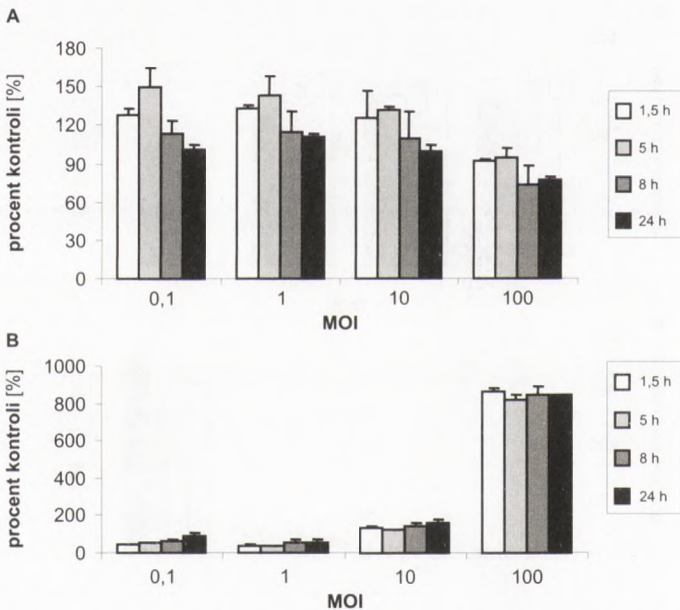 A
procent kontroli [%]
180
150
120
90
60
30
0
0,1 1 10 100
MOI
1,5 h
5 h
8 h
24 h
B
procent kontroli [%]
1000
800
600
400
200
0
0,1 1 10 100
MOI
1,5 h
5 h
8 h
24 h